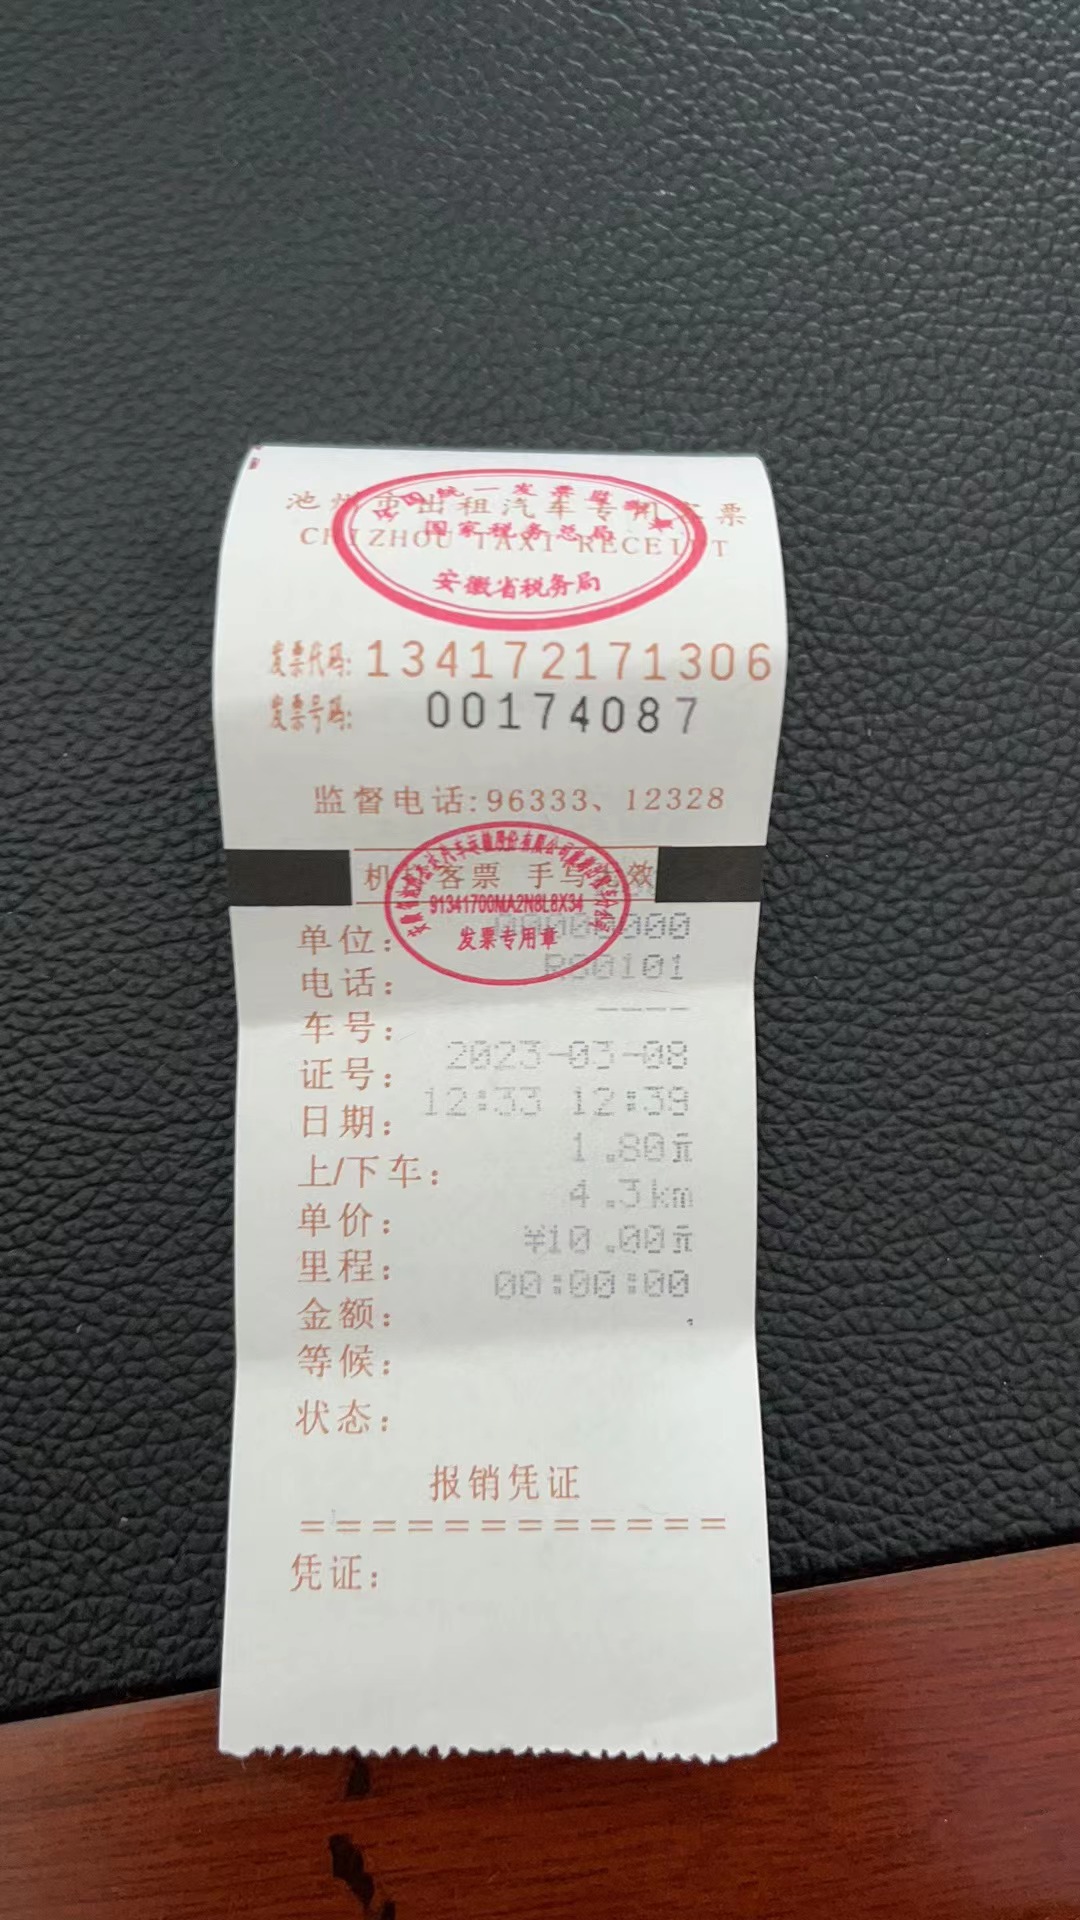 池州市出租汽车专用客票
CHIZHOU TAXI RECEIPT
全国统一发票监制章
国家税务总局
安徽省税务局
发票代码: 134172171306
发票号码: 00174087
监督电话:96333、12328
机打客票 手写无效
91341700MA2N8L8X34
发票专用章
单位: 00000000
电话: RS0101
车号: ----
证号: 2023-03-08
日期: 12:33 12:39
上/下车: 1.80元
单价: 4.3km
里程: ¥10.00元
金额: 00:00:00
等候:
状态:
报销凭证
============
凭证: